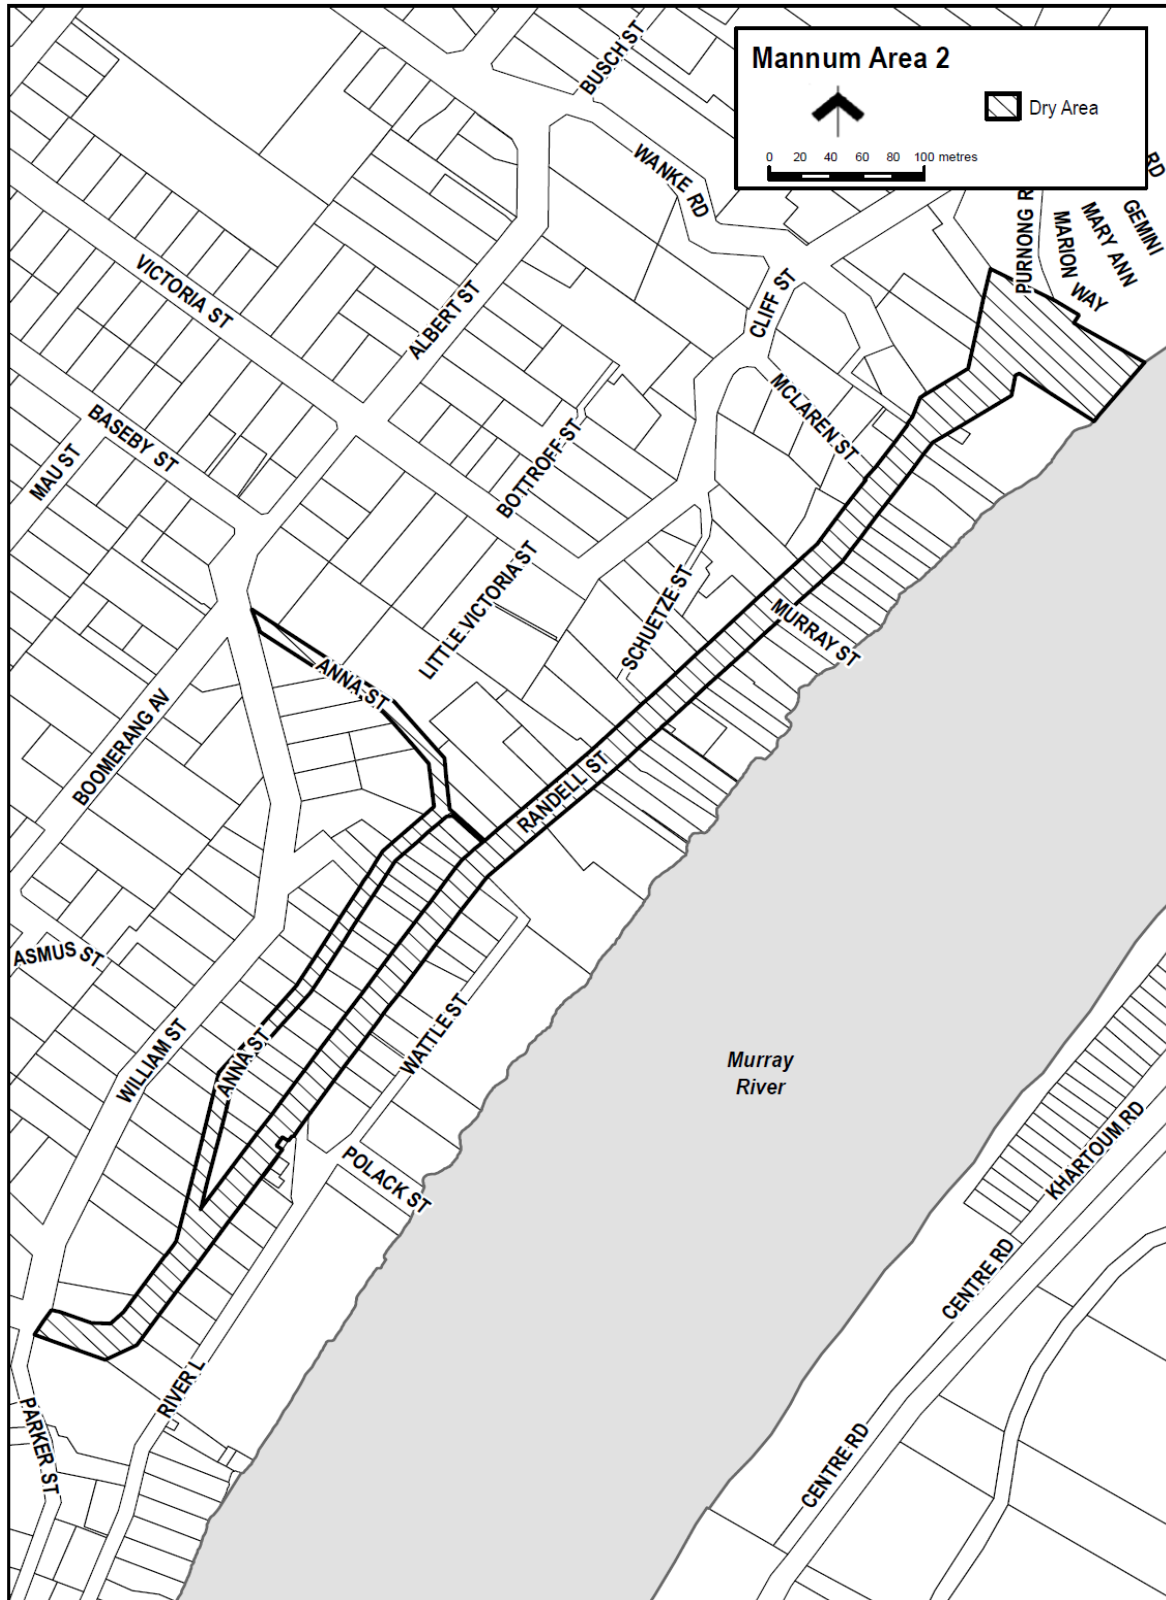 Mannum Area 2
Dry Area
0 20 40 60 80 100 metres
BUSCH ST
WANKE RD
RD
GEMINI
MARY ANN
MARION WAY
PURNONG R
VICTORIA ST
ALBERT ST
CLIFF ST
MCLAREN ST
BASEBY ST
MAU ST
BOTTROFF ST
LITTLE VICTORIA ST
SCHUETZE ST
MURRAY ST
ANNA ST
BOOMERANG AV
RANDELL ST
ASMUS ST
WILLIAM ST
ANNA ST
WATTLE ST
Murray
River
POLACK ST
KHARTOUM RD
CENTRE RD
RIVER L
PARKER ST
CENTRE RD